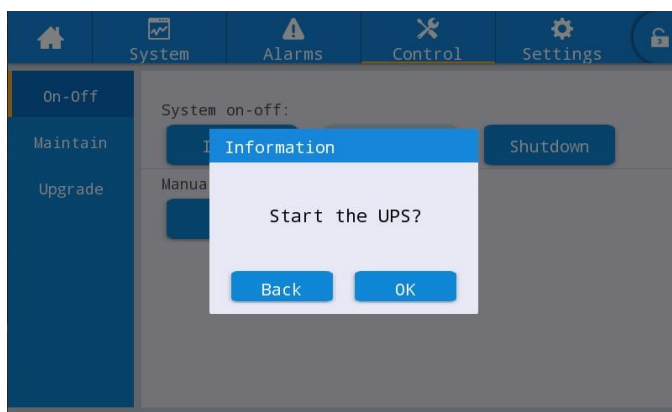 System Alarms Control Settings
On-Off
Maintain
Upgrade
System on-off:
Shutdown
Information
Start the UPS?
Back OK